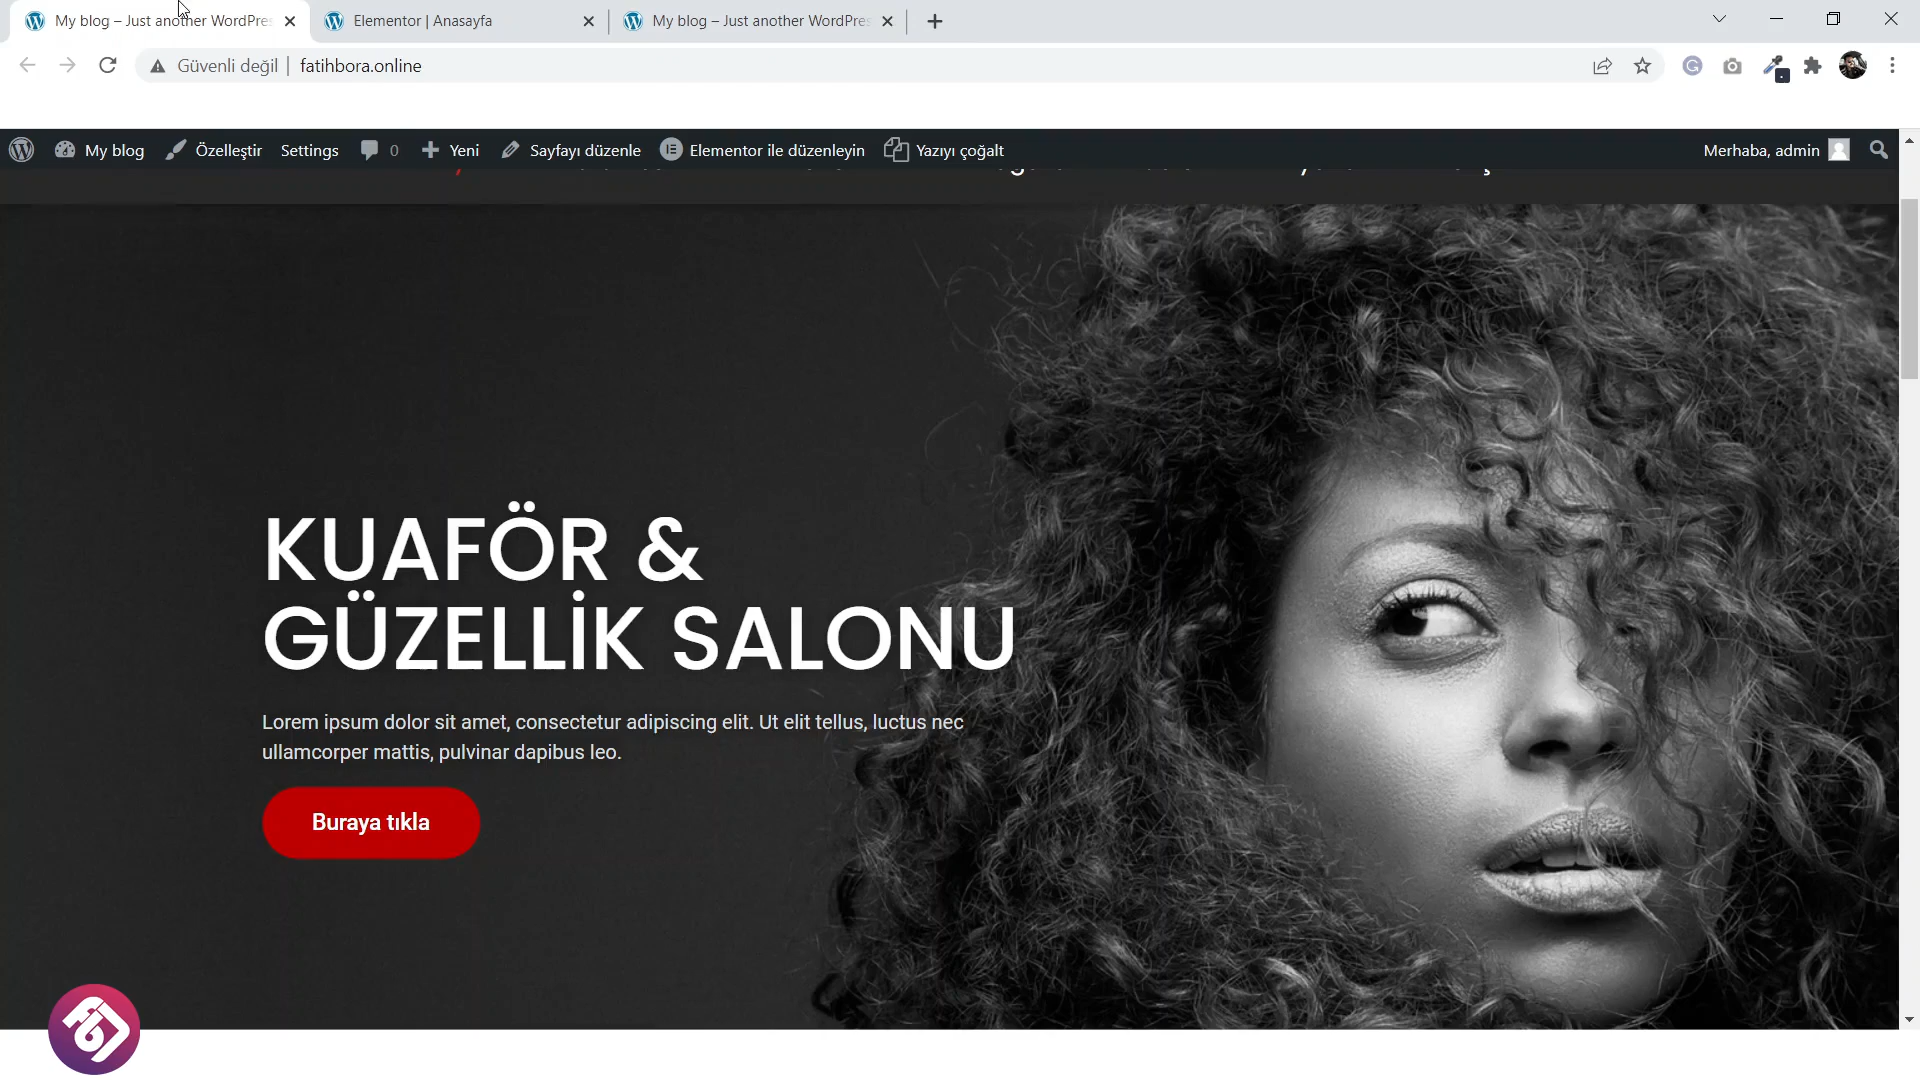 My blog – Just another WordPres
Elementor | Anasayfa
My blog – Just another WordPres
Güvenli değil
fatihbora.online
My blog
Özelleştir
Settings
0
Yeni
Sayfayı düzenle
Elementor ile düzenleyin
Yazıyı çoğalt
Merhaba, admin
KUAFÖR &
GÜZELLİK SALONU
Lorem ipsum dolor sit amet, consectetur adipiscing elit. Ut elit tellus, luctus nec
ullamcorper mattis, pulvinar dapibus leo.
Buraya tıkla